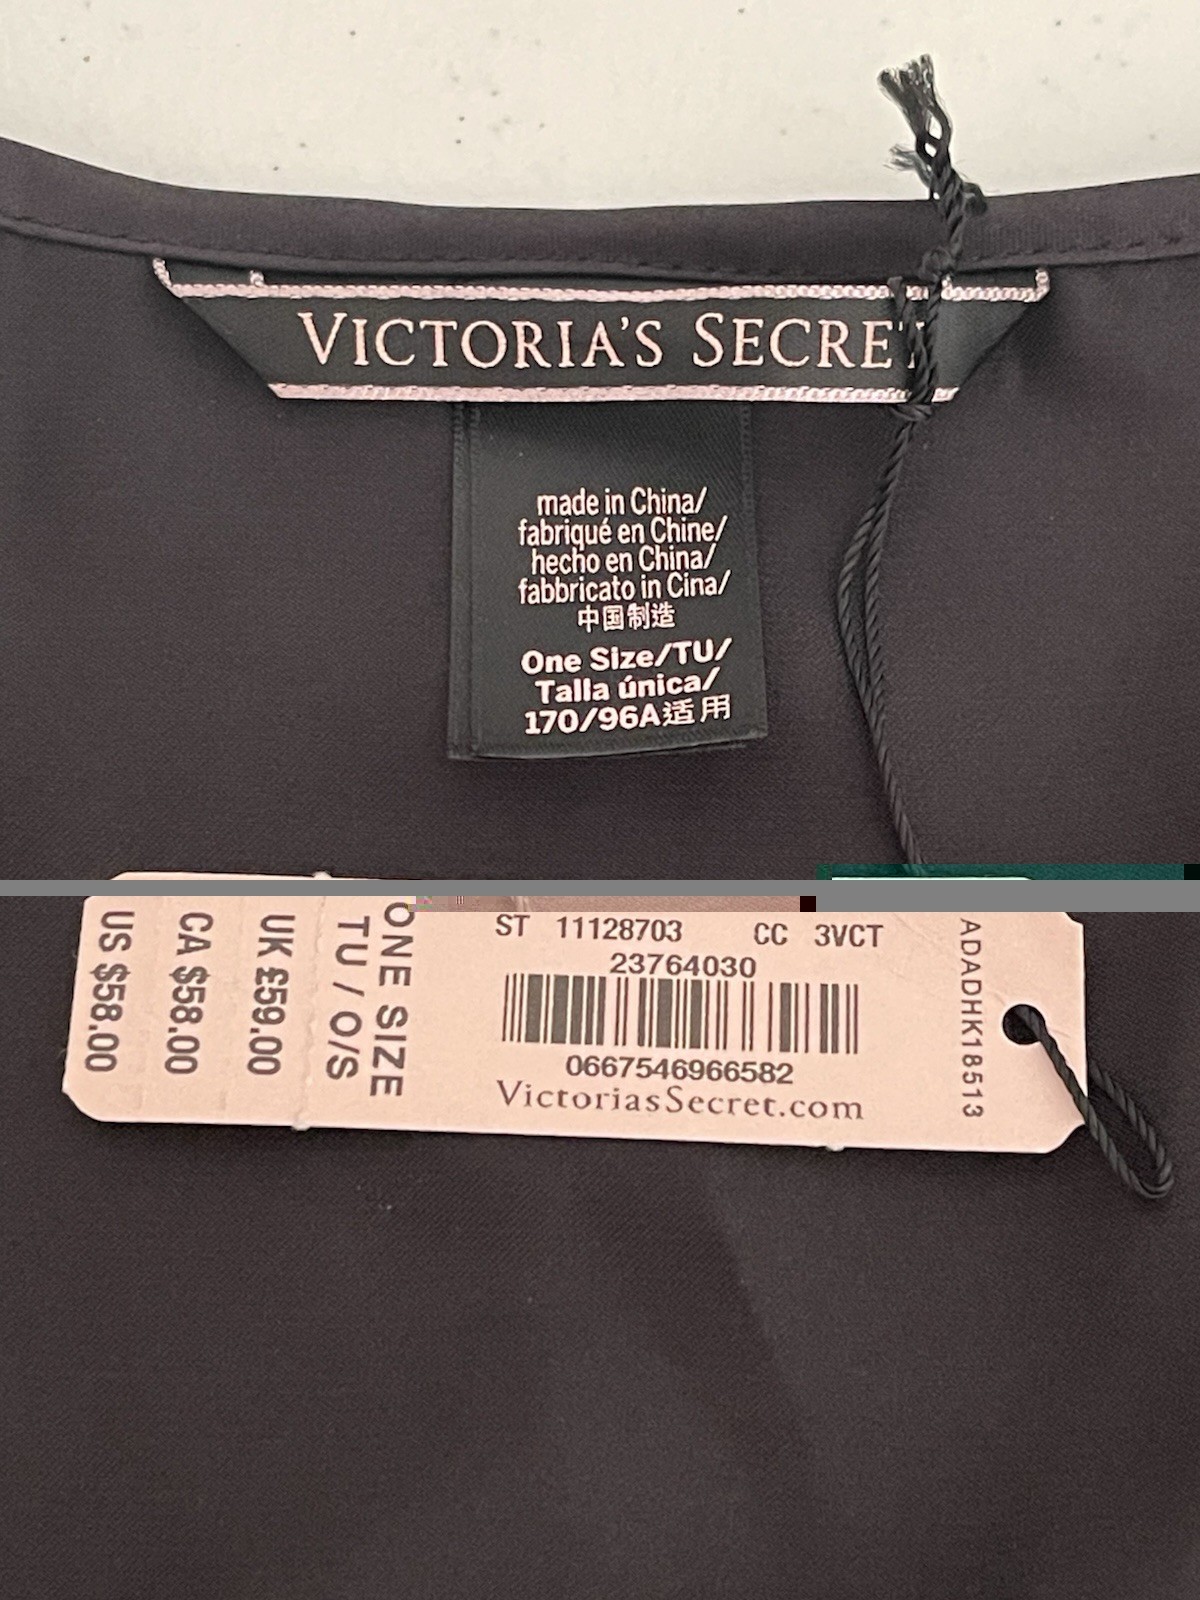 VICTORIA'S SECRET
made in China/
fabriqué en Chine/
hecho en China/
fabbricato in Cina/
中国制造
One Size/TU/
Talla única/
170/96A适用
US $58.00
CA $58.00
UK £59.00
TU / O/S
ONE SIZE
ST 11128703 CC 3VCT
23764030
0667546966582
VictoriasSecret.com
ADADHK18513